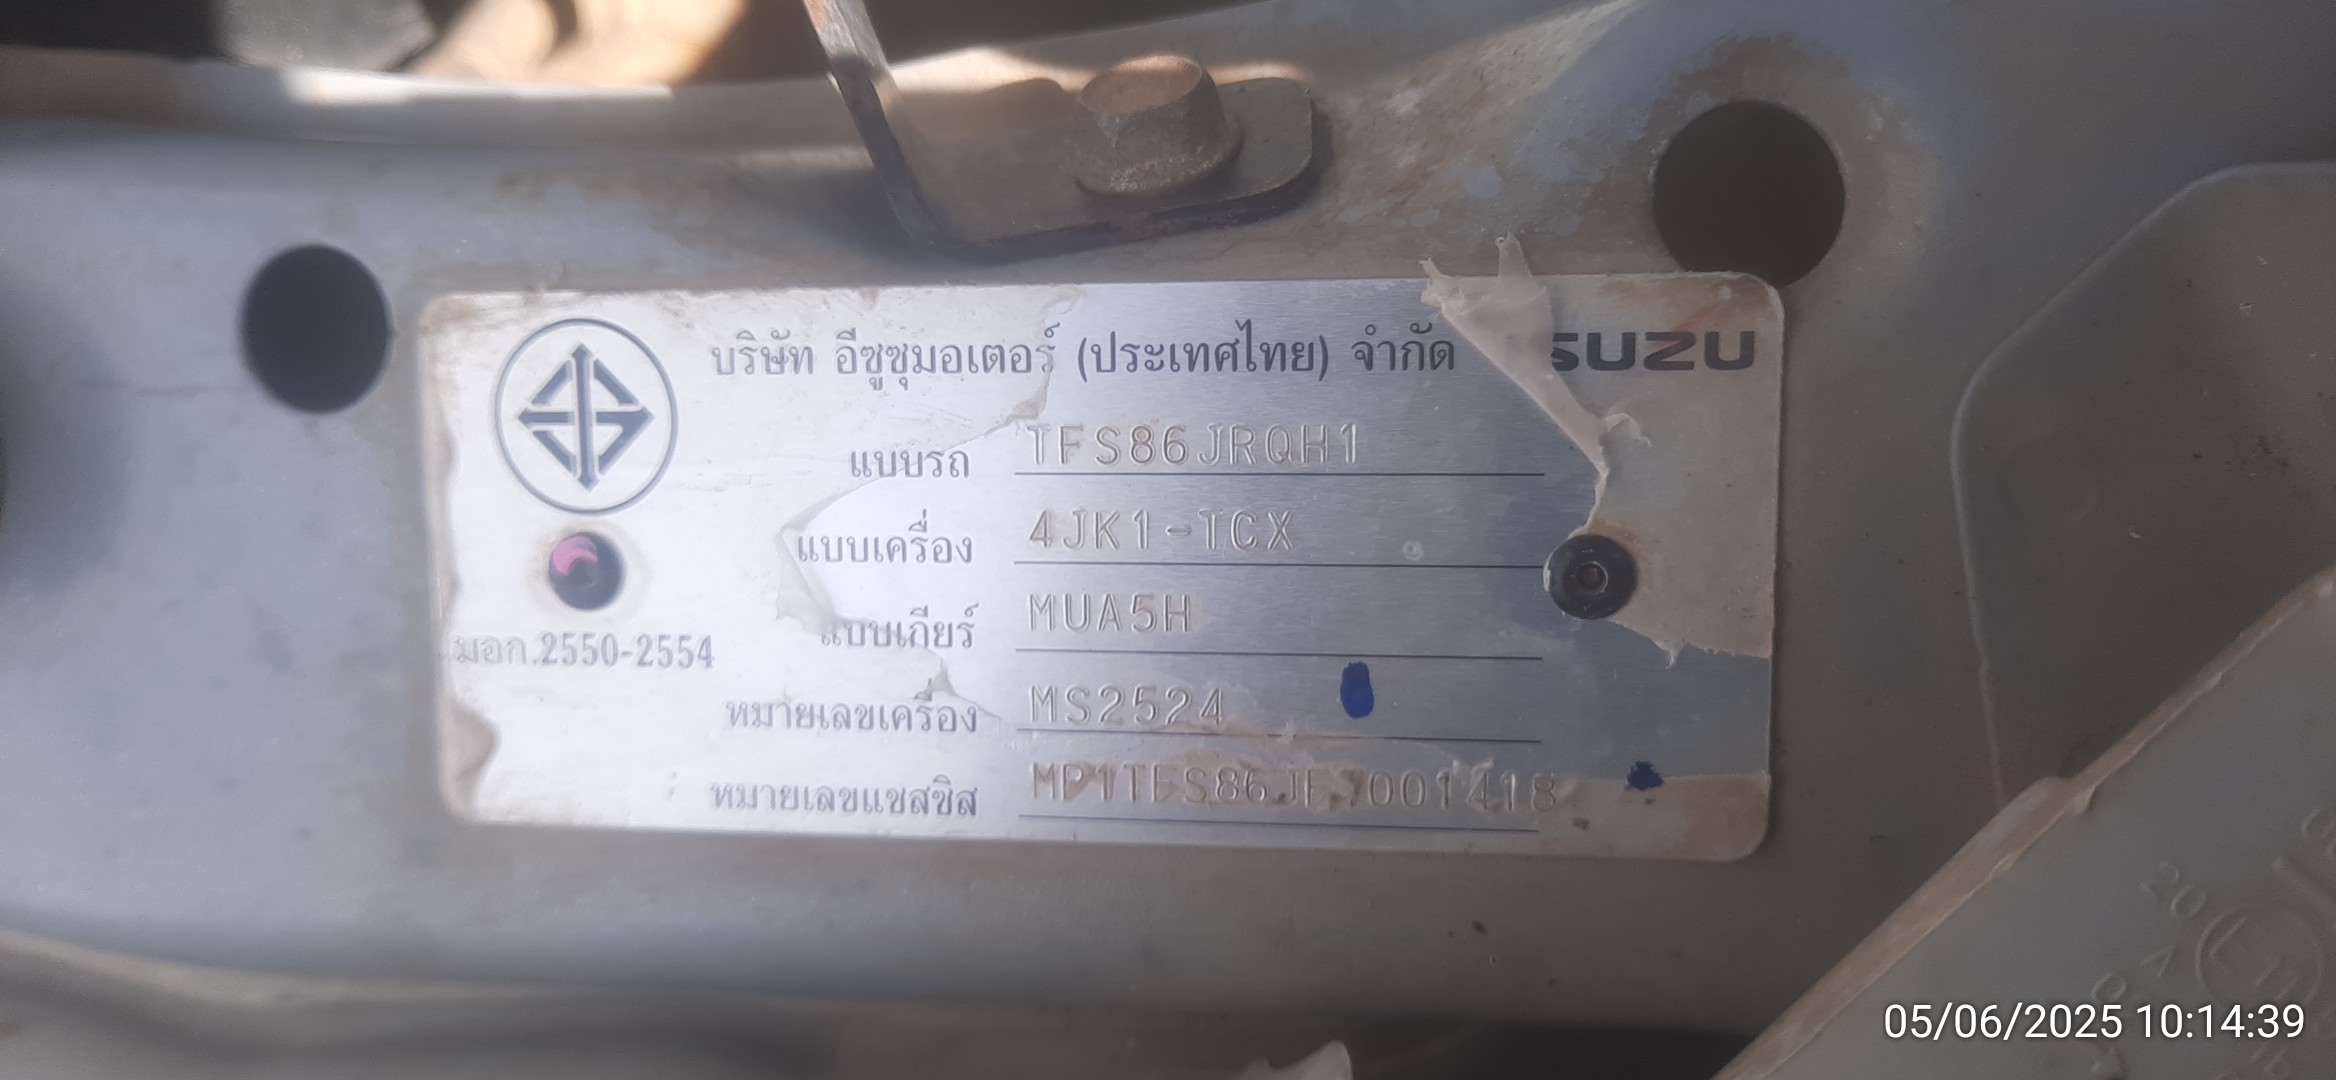 บริษัท อีซูซุมอเตอร์ (ประเทศไทย) จำกัด SUZU
แบบรถ TFS86JRQH1
แบบเครื่อง 4JK1-TCX
แบบเกียร์ MUA5H
มอก.2550-2554
หมายเลขเครื่อง MS2524
หมายเลขแชสซิส
20
05/06/2025 10:14:39